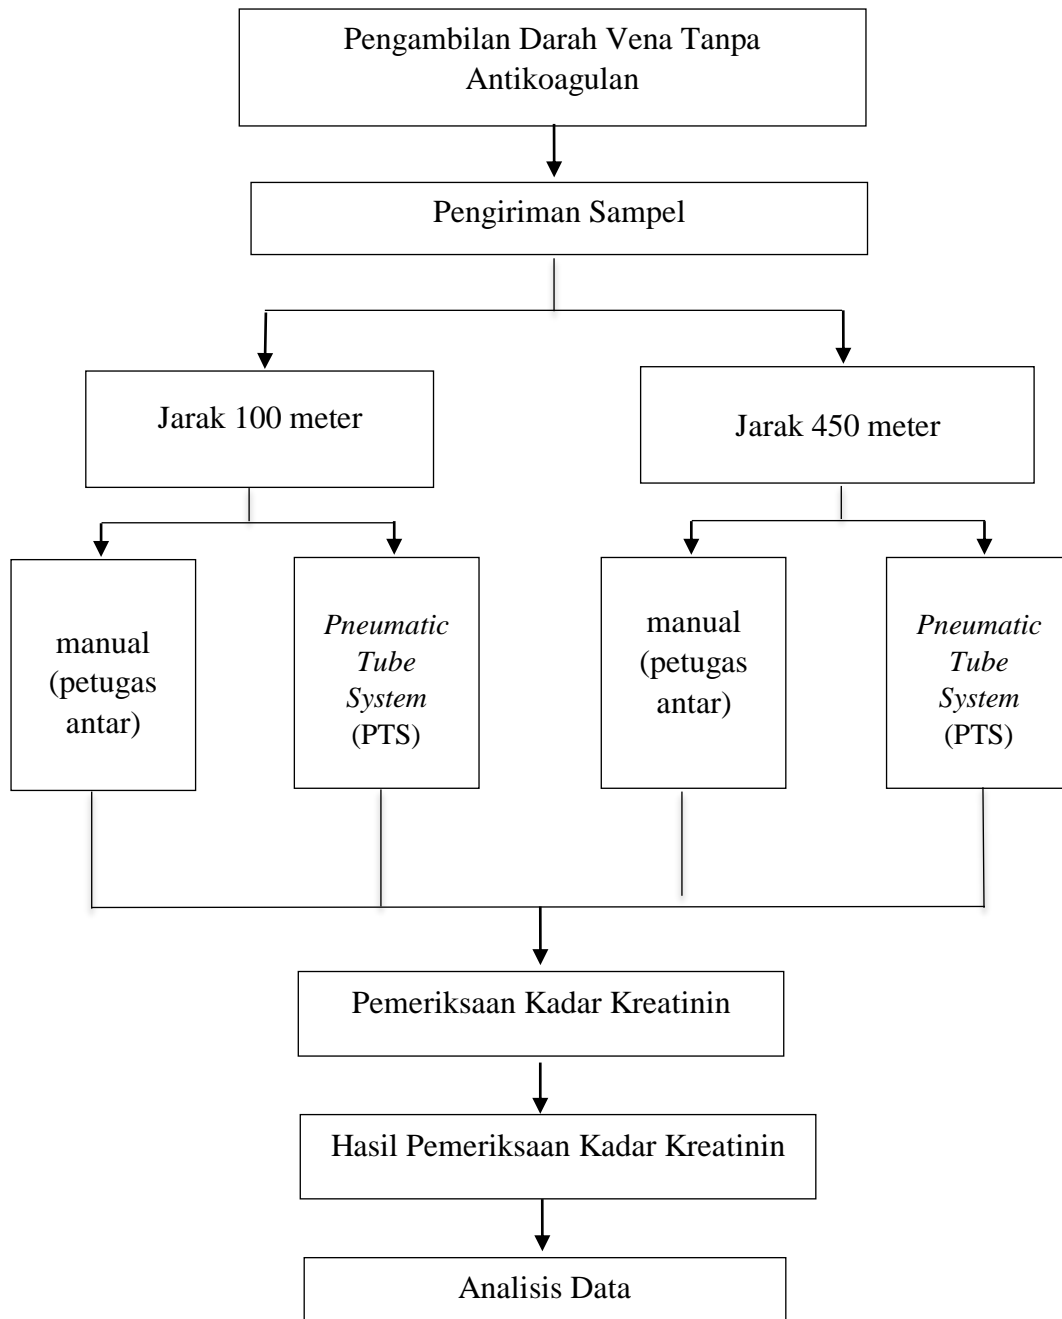 Pengambilan Darah Vena Tanpa
Antikoagulan
Pengiriman Sampel
Jarak 100 meter
Jarak 450 meter
manual
(petugas
antar)
Pneumatic
Tube
System
(PTS)
manual
(petugas
antar)
Pneumatic
Tube
System
(PTS)
Pemeriksaan Kadar Kreatinin
Hasil Pemeriksaan Kadar Kreatinin
Analisis Data